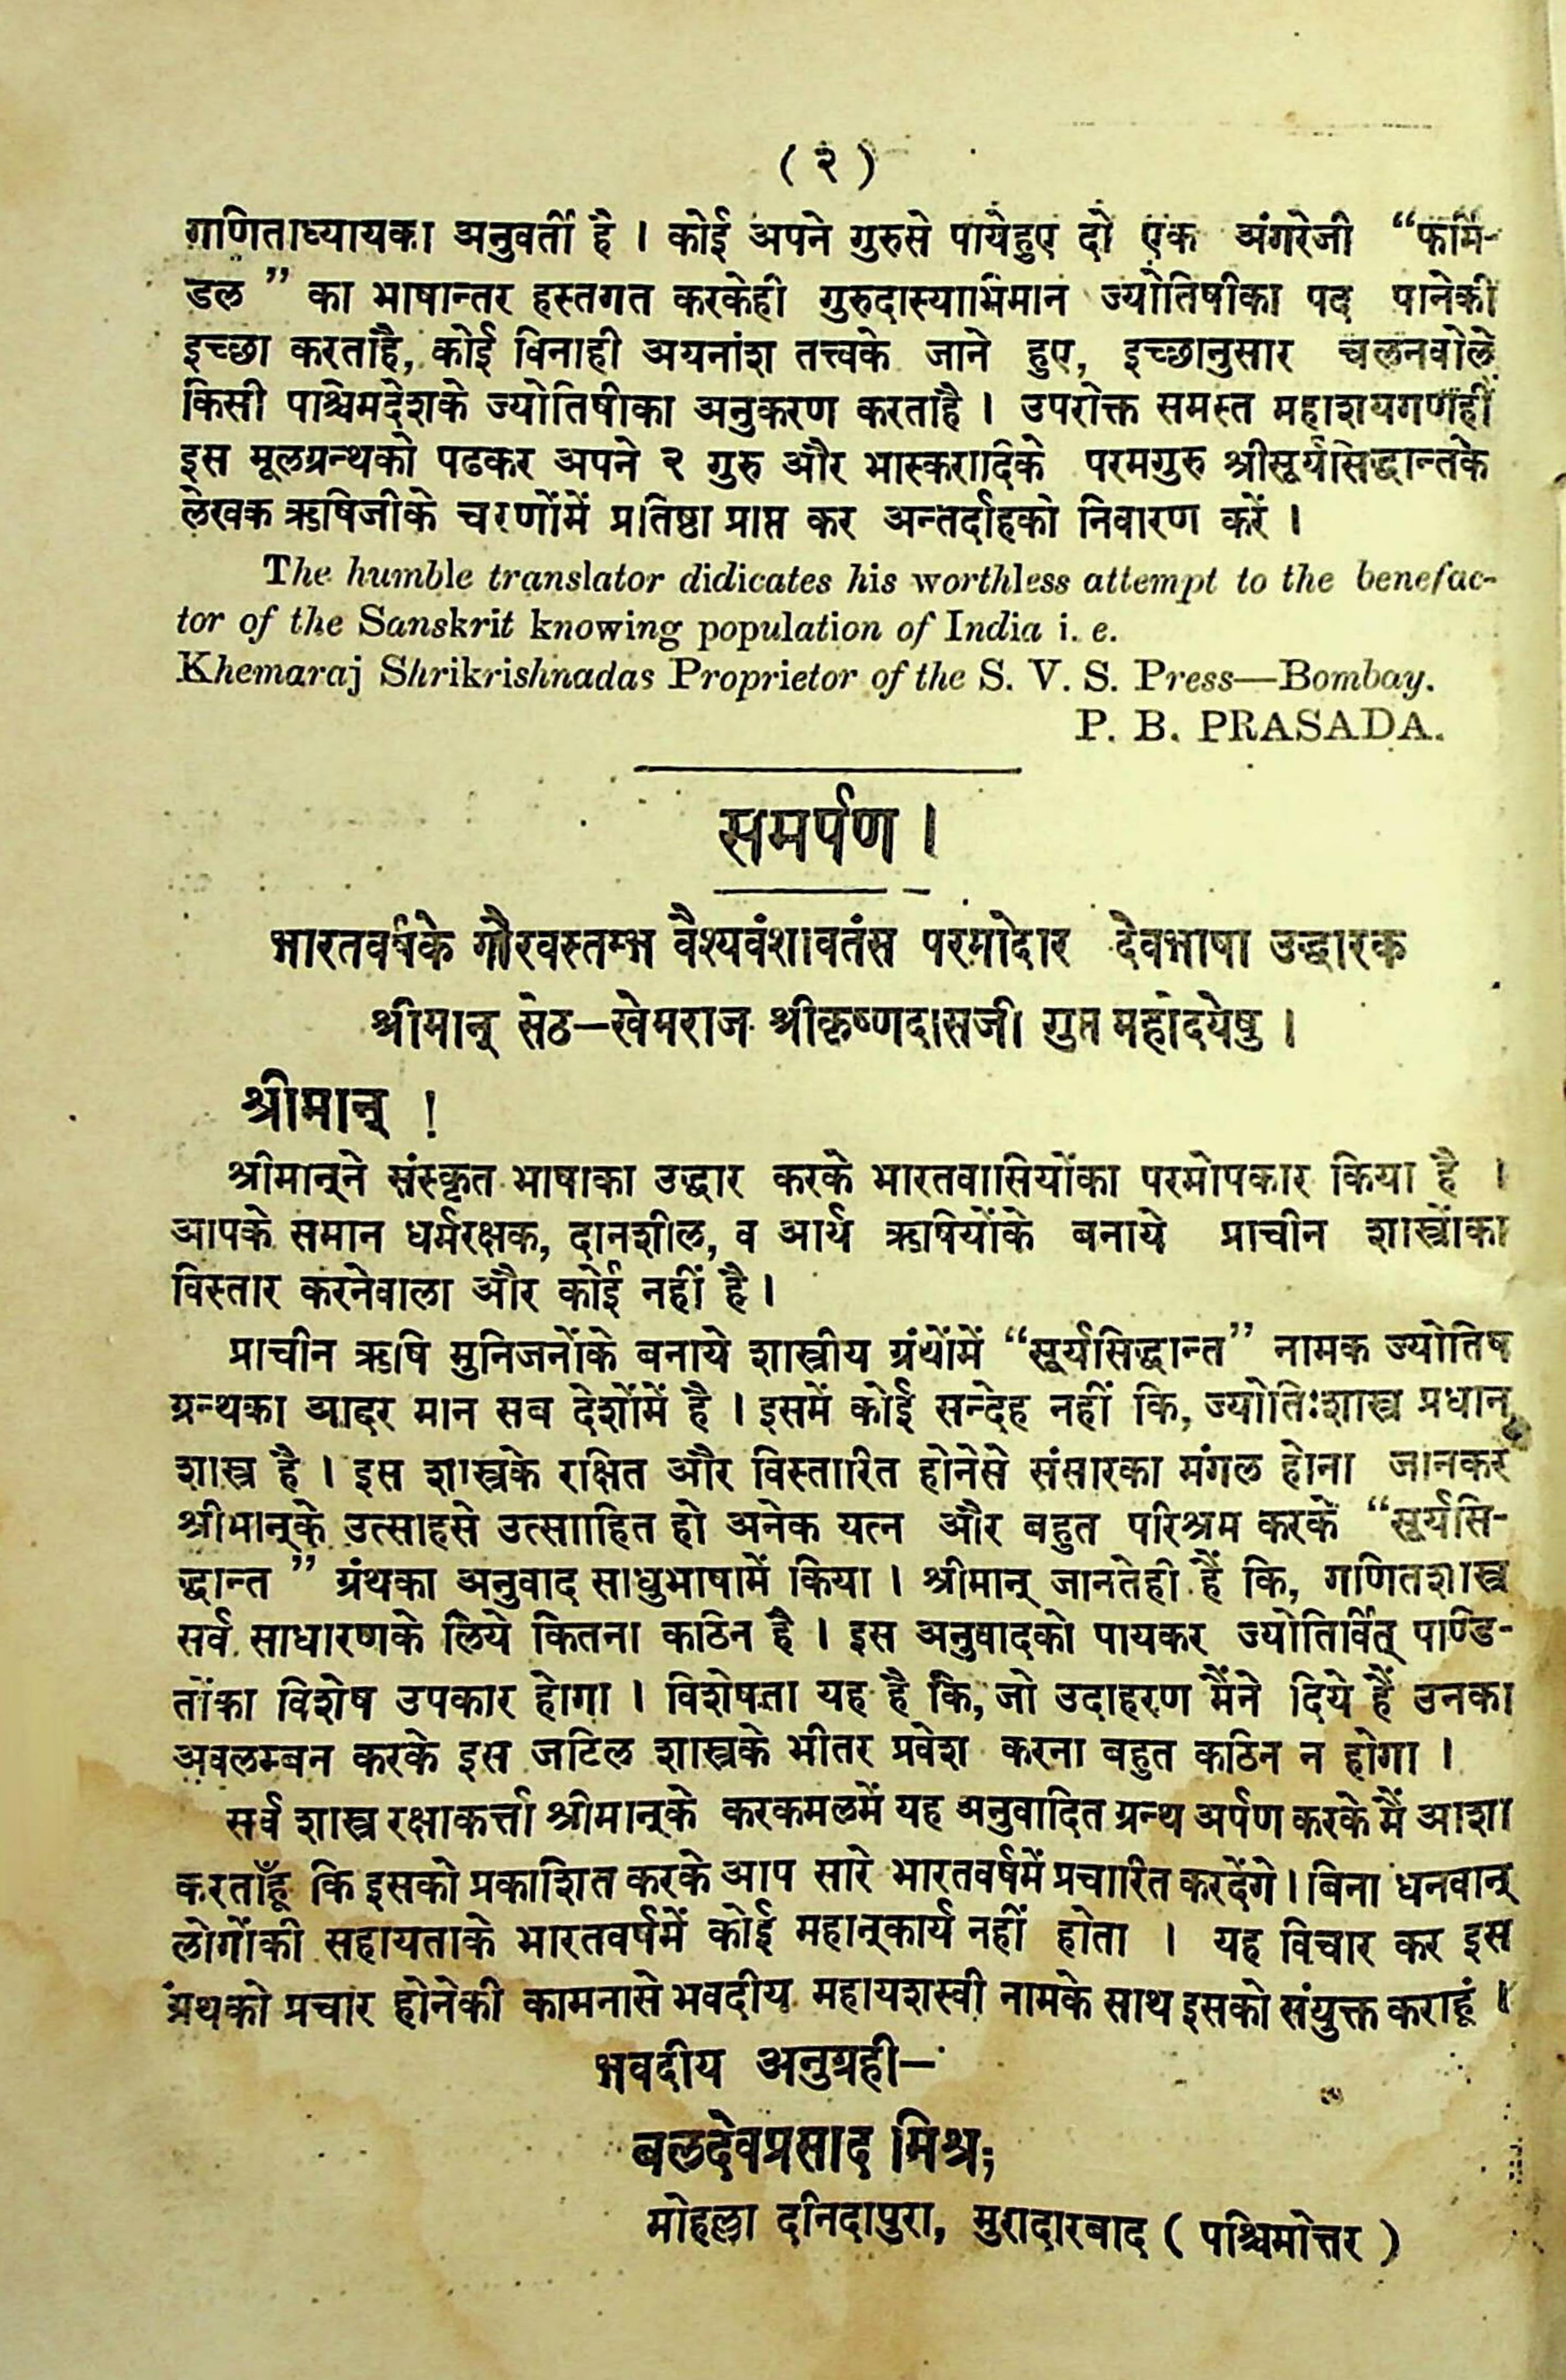 ( २ )
गणिताध्यायका अनुवर्ती है । कोई अपने गुरुसे पायेहुए दो एक अंगरेजी “फर्मि-
डल ” का भाषान्तर हस्तगत करकेही गुरुदास्याभिमान ज्योतिषीका पद पानेकी
इच्छा करताहै, कोई विनाही अयनांश तत्त्वके जाने हुए, इच्छानुसार चलनवोले
किसी पाश्चिमदेशके ज्योतिषीका अनुकरण करताहै । उपरोक्त समस्त महाशयगणही
इस मूलग्रन्थको पढकर अपने २ गुरु और भास्करादिके परमगुरु श्रीसूर्यसिद्धान्तके
लेखक ऋषिजीके चरणोंमें प्रतिष्ठा प्राप्त कर अन्तर्दाहको निवारण करें ।
The humble translator didicates his worthless attempt to the benefac-
tor of the Sanskrit knowing population of India i. e.
Khemaraj Shrikrishnadas Proprietor of the S. V. S. Press—Bombay.
P. B. PRASADA.
समर्पण ।
भारतवर्षके गौरवस्तम्भ वैश्यवंशावतंस परमोदार देवभाषा उद्धारक
श्रीमान् सेठ—खेमराज श्रीकृष्णदासजी गुप्त महोदयेषु ।
श्रीमान् !
श्रीमान्ने संस्कृत भाषाका उद्धार करके भारतवासियोंका परमोपकार किया है ।
आपके समान धर्मरक्षक, दानशील, व आर्य ऋषियोंके बनाये प्राचीन शास्त्रोंका
विस्तार करनेवाला और कोई नहीं है ।
प्राचीन ऋषि मुनिजनोंके बनाये शास्त्रीय ग्रंथोंमें “सूर्यसिद्धान्त” नामक ज्योतिष
ग्रन्थका आदर मान सब देशोंमें है । इसमें कोई सन्देह नहीं कि, ज्योतिःशास्त्र प्रधान
शास्त्र है । इस शास्त्रके रक्षित और विस्तारित होनेसे संसारका मंगल होना जानकर
श्रीमान्के उत्साहसे उत्साहित हो अनेक यत्न और बहुत परिश्रम करके “सूर्यसि-
द्धान्त ” ग्रंथका अनुवाद साधुभाषामें किया । श्रीमान् जानतेही हैं कि, गणितशास्त्र
सर्व साधारणके लिये कितना कठिन है । इस अनुवादको पायकर ज्योतिर्वित् पाण्डि-
तोंका विशेष उपकार होगा । विशेषता यह है कि, जो उदाहरण मैंने दिये हैं उनका
अवलम्बन करके इस जटिल शास्त्रके भीतर प्रवेश करना बहुत कठिन न होगा ।
सर्व शास्त्र रक्षाकर्त्ता श्रीमान्के करकमलमें यह अनुवादित ग्रन्थ अर्पण करके मैं आशा
करताहूँ कि इसको प्रकाशित करके आप सारे भारतवर्षमें प्रचारित करदेंगे । बिना धनवान्
लोगोंकी सहायताके भारतवर्षमें कोई महान्कार्य नहीं होता । यह विचार कर इस
ग्रंथको प्रचार होनेकी कामनासे भवदीय महायशस्वी नामके साथ इसको संयुक्त कराहूं ।
भवदीय अनुग्रही—
बलदेवप्रसाद मिश्र;
मोहल्ला दीनदापुरा, मुरादारबाद ( पश्चिमोत्तर )